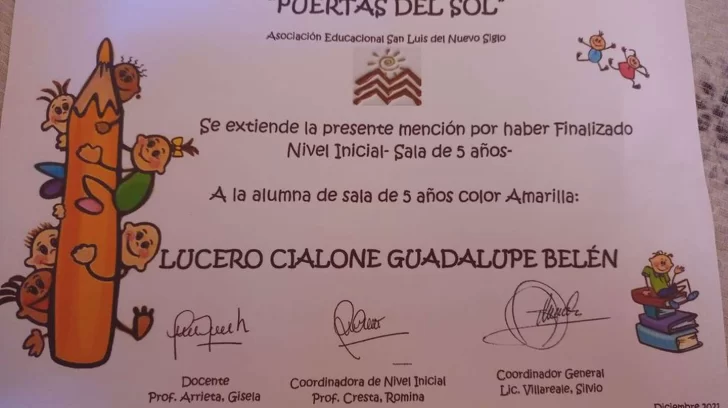 "PUERTAS DEL SOL"
Asociación Educacional San Luis del Nuevo Siglo
Se extiende la presente mención por haber Finalizado
Nivel Inicial- Sala de 5 años-
A la alumna de sala de 5 años color Amarilla:
LUCERO CIALONE GUADALUPE BELÉN
Docente
Prof. Arrieta, Gisela
Coordinadora de Nivel Inicial
Prof. Cresta, Romina
Coordinador General
Lic. Villareale, Silvio
Diciembre 2021